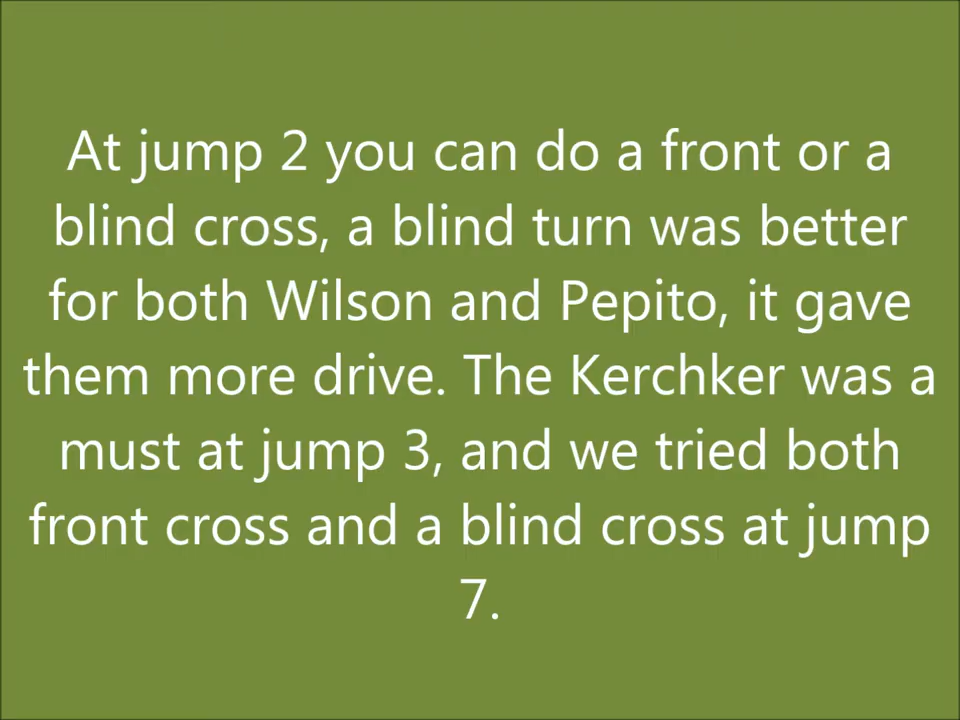 At jump 2 you can do a front or a
blind cross, a blind turn was better
for both Wilson and Pepito, it gave
them more drive. The Kerchker was a
must at jump 3, and we tried both
front cross and a blind cross at jump
7.